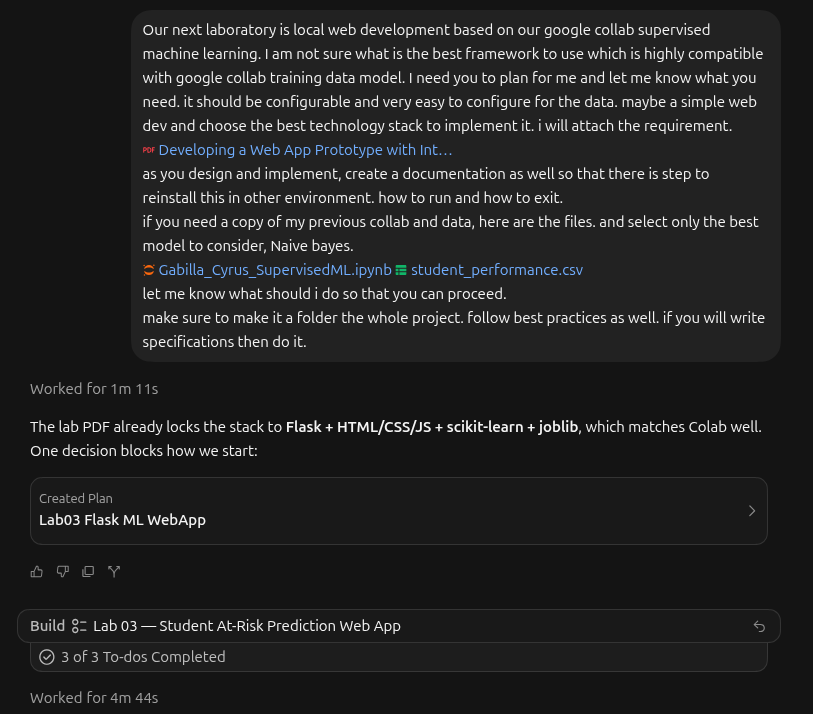 Our next laboratory is local web development based on our google collab supervised
machine learning. I am not sure what is the best framework to use which is highly compatible
with google collab training data model. I need you to plan for me and let me know what you
need. it should be configurable and very easy to configure for the data. maybe a simple web
dev and choose the best technology stack to implement it. i will attach the requirement.
PDF Developing a Web App Prototype with Int…
as you design and implement, create a documentation as well so that there is step to
reinstall this in other environment. how to run and how to exit.
if you need a copy of my previous collab and data, here are the files. and select only the best
model to consider, Naive bayes.
Gabilla_Cyrus_SupervisedML.ipynb student_performance.csv
let me know what should i do so that you can proceed.
make sure to make it a folder the whole project. follow best practices as well. if you will write
specifications then do it.
Worked for 1m 11s
The lab PDF already locks the stack to Flask + HTML/CSS/JS + scikit-learn + joblib, which matches Colab well.
One decision blocks how we start:
Created Plan
Lab03 Flask ML WebApp
Build Lab 03 — Student At-Risk Prediction Web App
3 of 3 To-dos Completed
Worked for 4m 44s